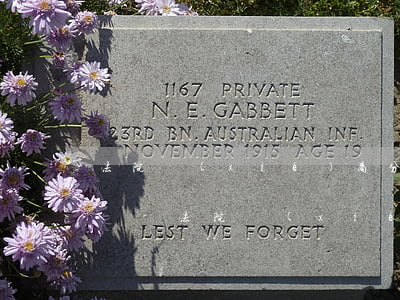 1167 PRIVATE
N. E. GABBETT
23RD BN. AUSTRALIAN INF.
NOVEMBER 1915 AGE 19
LEST WE FORGET